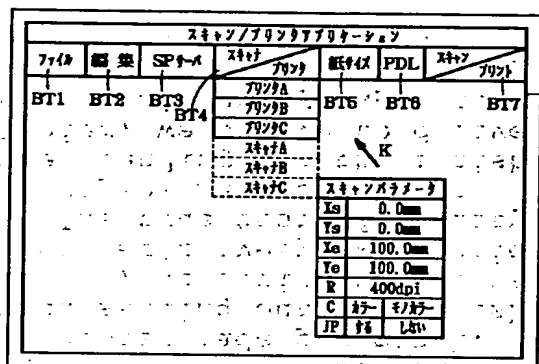 スキャン/プリンタアプリケーション
ファイル 編集 SPサーバ スキャナ/プリンタ 紙サイズ PDL スキャン/プリント
BT1 BT2 BT3 BT4 BT5 BT6 BT7
プリンタA
プリンタB
プリンタC
スキャナA
スキャナB
スキャナC
K
スキャンパラメータ
Xs 0.0mm
Ys 0.0mm
Xe 100.0mm
Ye 100.0mm
R 400dpi
C カラー モノカラー
JP する しない